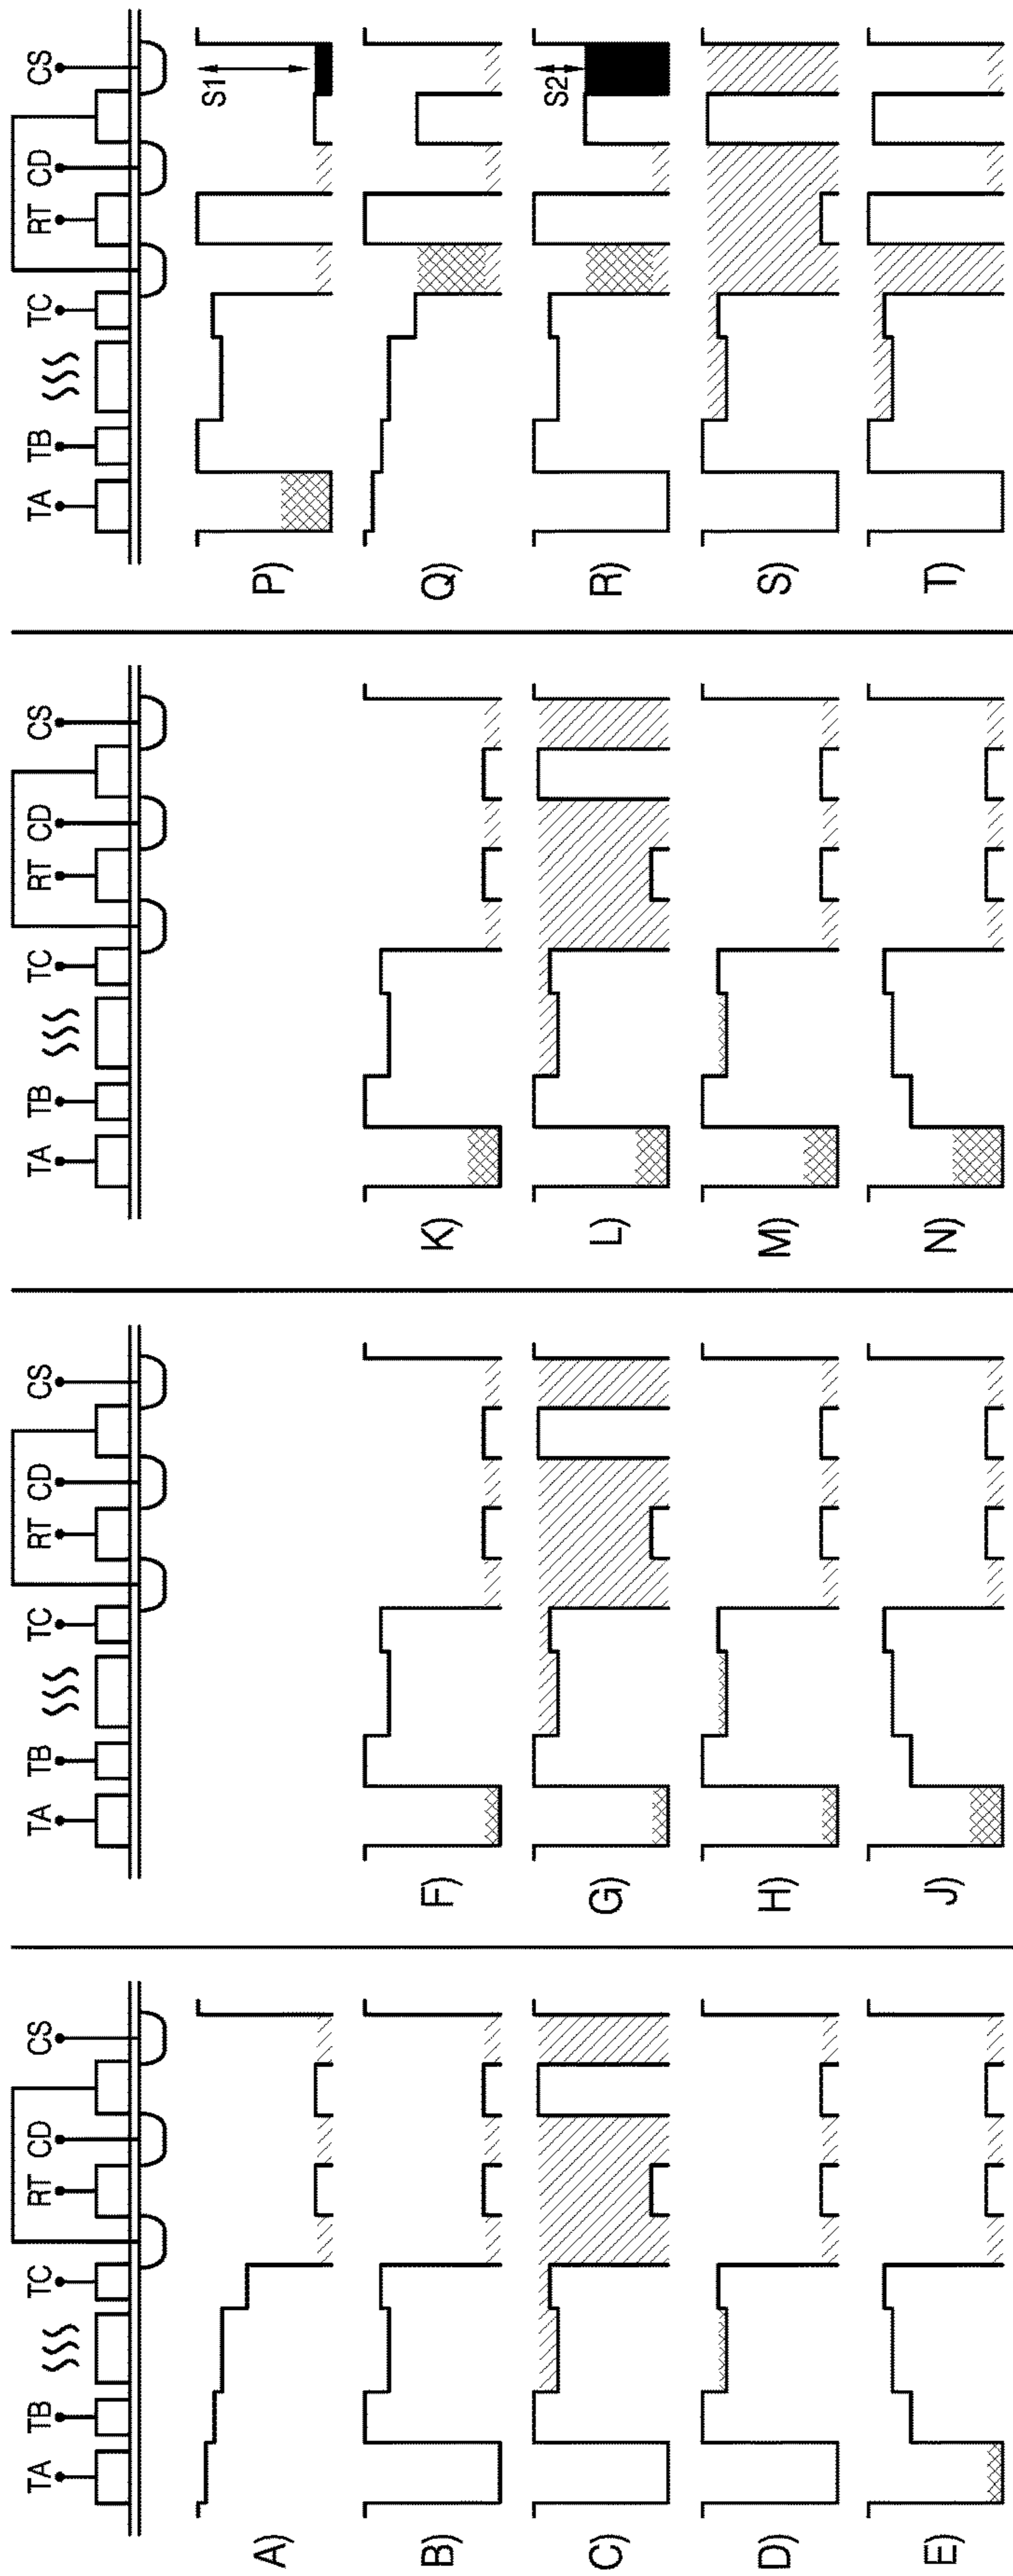 TA TB TC RT CD CS
A)
B)
C)
D)
E)
TA TB TC RT CD CS
F)
G)
H)
J)
TA TB TC RT CD CS
K)
L)
M)
N)
TA TB TC RT CD CS
P) S1
Q)
R) S2
S)
T)